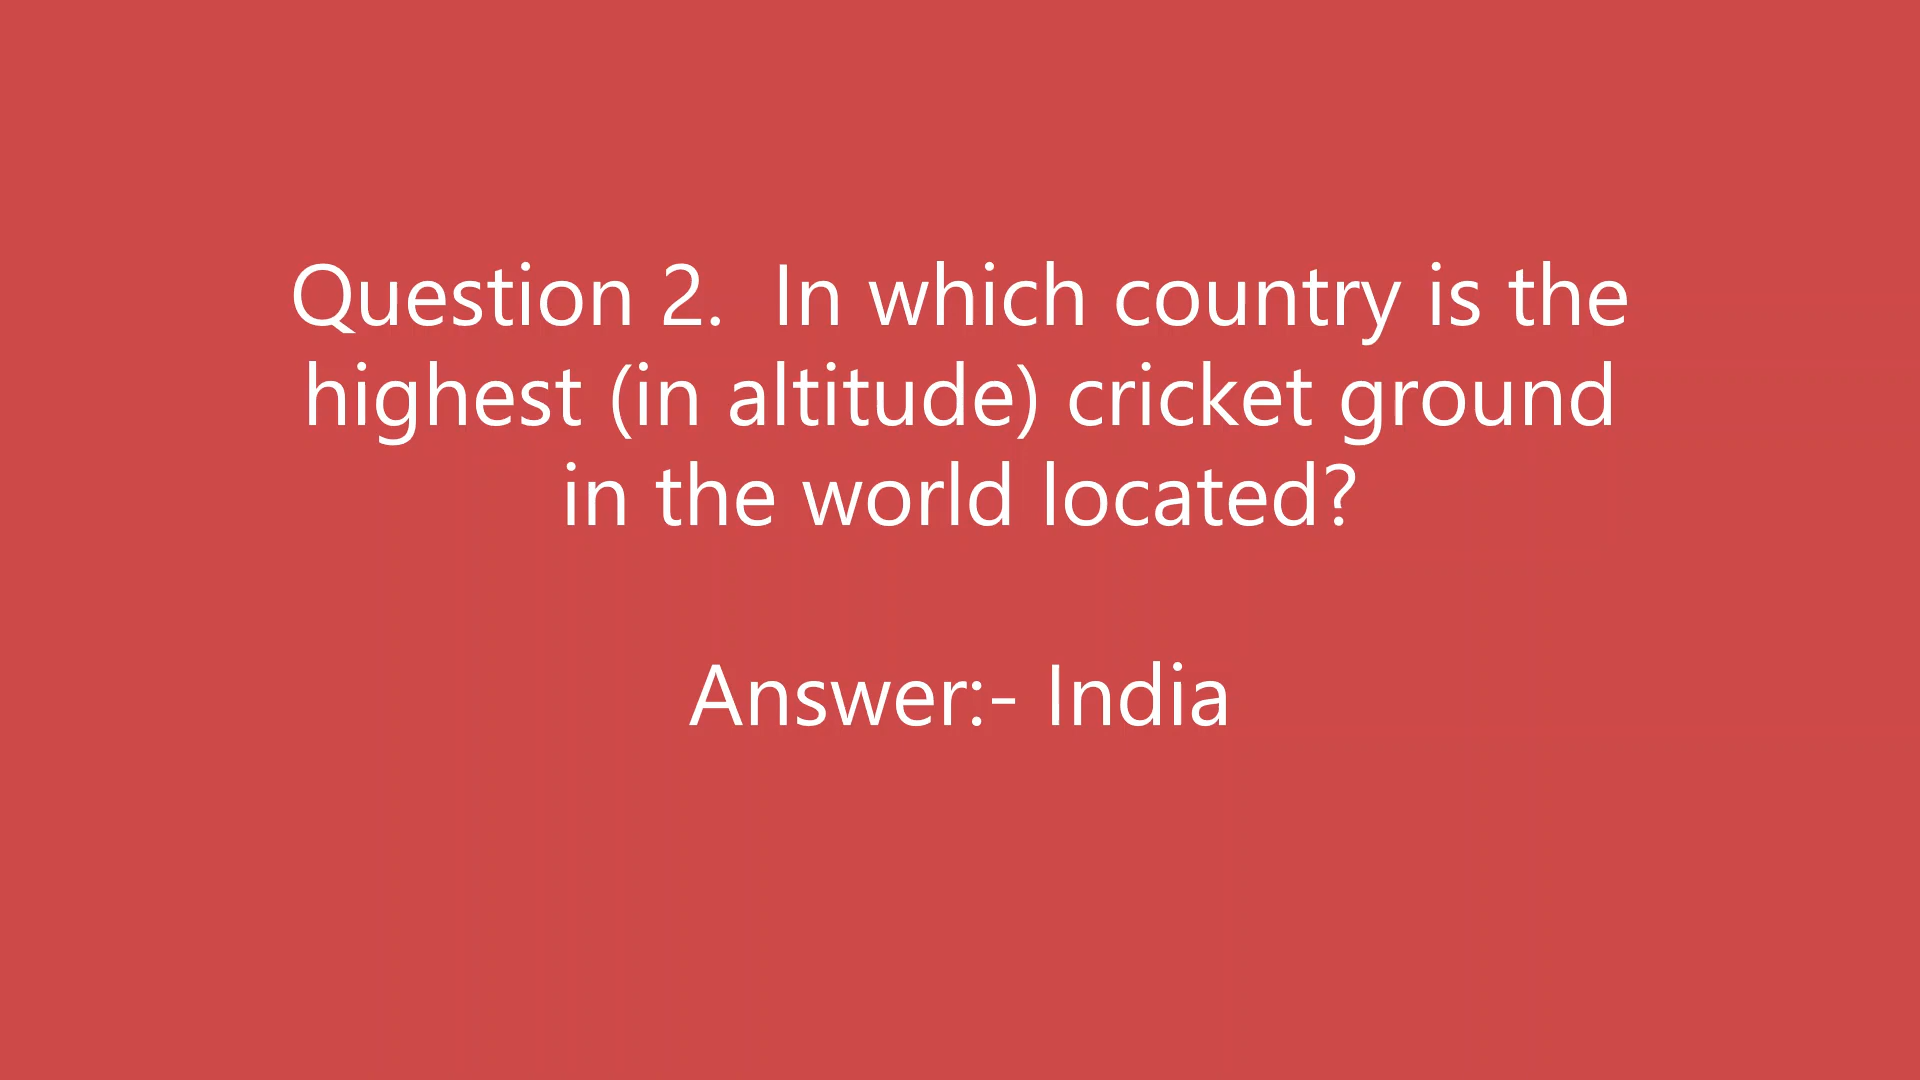 Question 2.  In which country is the
highest (in altitude) cricket ground
in the world located?
Answer:- India